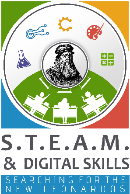 S.T.E.A.M.
& DIGITAL SKILLS
SEARCHING FOR THE
NEW LEONARDOS